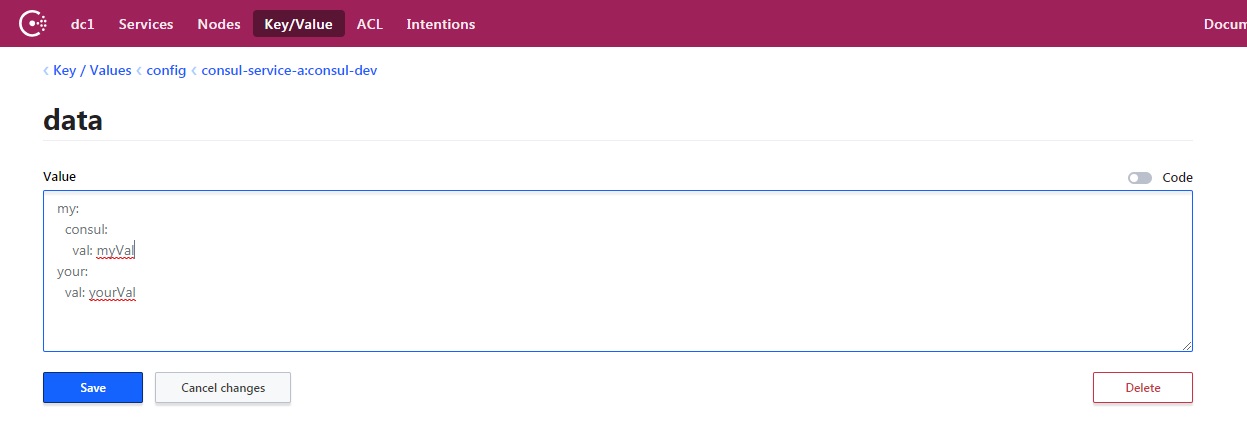 dc1 Services Nodes Key/Value ACL Intentions Docum
Key / Values config consul-service-a:consul-dev
data
Value Code
my:
consul:
val: myVal
your:
val: yourVal
Save Cancel changes Delete